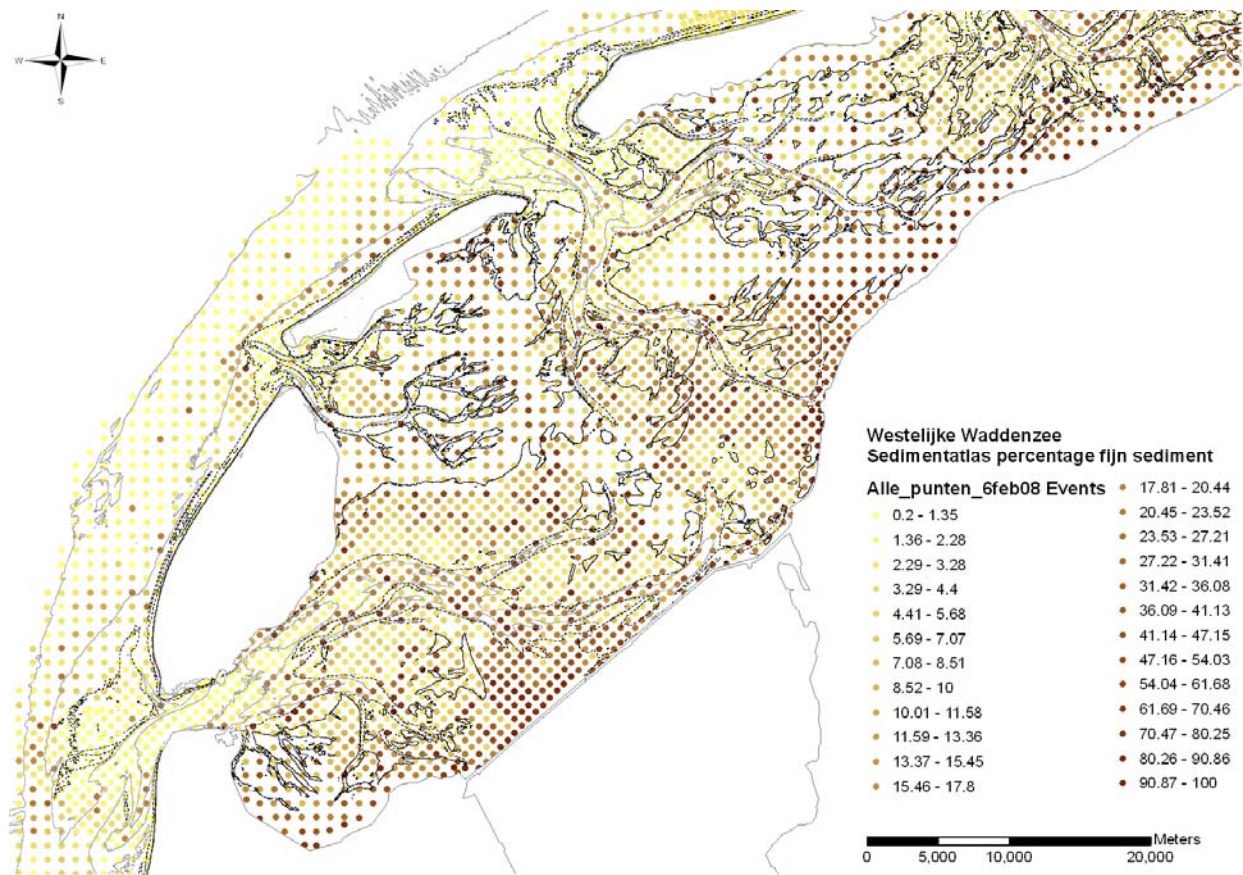 N
W E
S
Westelijke Waddenzee
Sedimentatlas percentage fijn sediment
Alle_punten_6feb08 Events
0.2 - 1.35
1.36 - 2.28
2.29 - 3.28
3.29 - 4.4
4.41 - 5.68
5.69 - 7.07
7.08 - 8.51
8.52 - 10
10.01 - 11.58
11.59 - 13.36
13.37 - 15.45
15.46 - 17.8
17.81 - 20.44
20.45 - 23.52
23.53 - 27.21
27.22 - 31.41
31.42 - 36.08
36.09 - 41.13
41.14 - 47.15
47.16 - 54.03
54.04 - 61.68
61.69 - 70.46
70.47 - 80.25
80.26 - 90.86
90.87 - 100
Meters
0 5,000 10,000 20,000